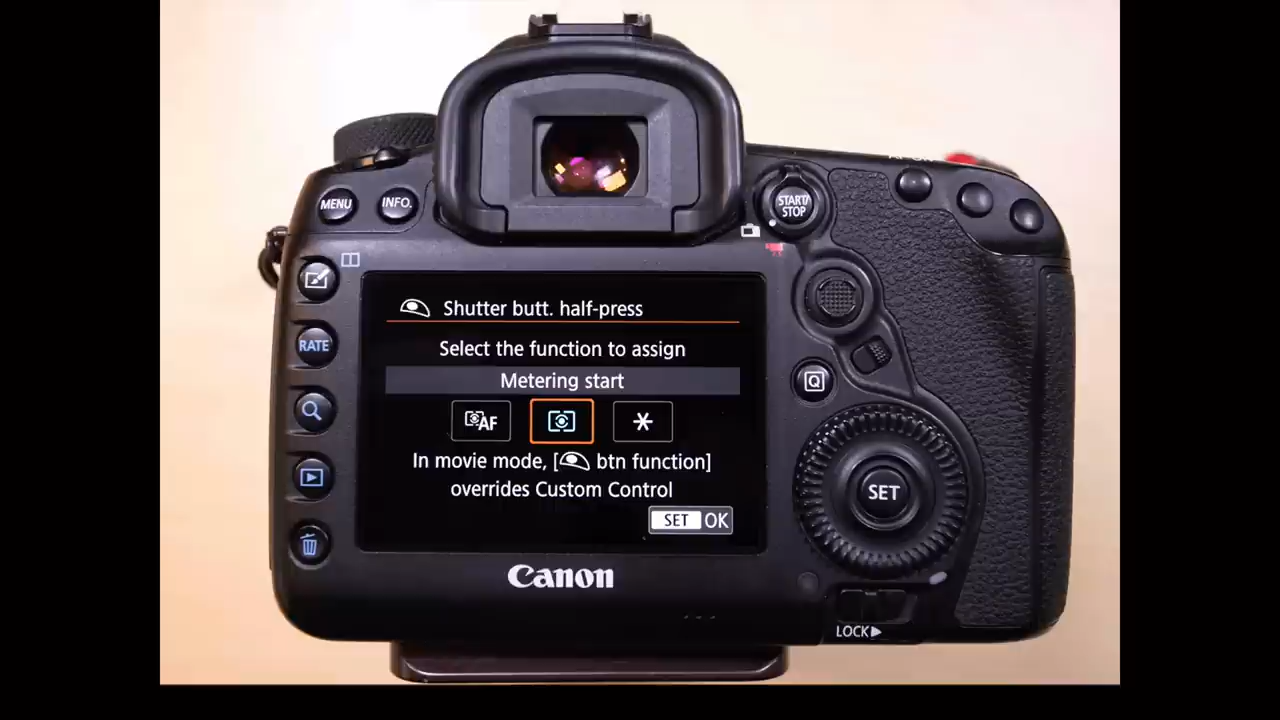 MENU
INFO.
START/
STOP
RATE
Shutter butt. half-press
Select the function to assign
Metering start
AF
In movie mode, [ btn function]
overrides Custom Control
SET OK
Q
SET
Canon
LOCK▶